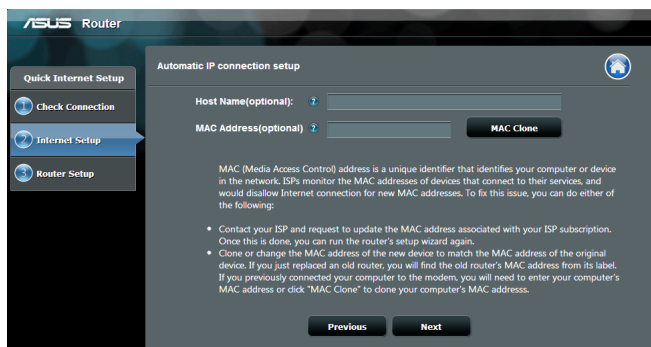 ASUS Router
Quick Internet Setup
1 Check Connection
2 Internet Setup
3 Router Setup
Automatic IP connection setup
Host Name(optional): ?
MAC Address(optional) ? MAC Clone
MAC (Media Access Control) address is a unique identifier that identifies your computer or device
in the network. ISPs monitor the MAC addresses of devices that connect to their services, and
would disallow Internet connection for new MAC addresses. To fix this issue, you can do either of
the following:
• Contact your ISP and request to update the MAC address associated with your ISP subscription.
Once this is done, you can run the router's setup wizard again.
• Clone or change the MAC address of the new device to match the MAC address of the original
device. If you just replaced an old router, you will find the old router's MAC address from its label.
If you previously connected your computer to the modem, you will need to enter your computer's
MAC address or click "MAC Clone" to clone your computer's MAC addresss.
Previous Next